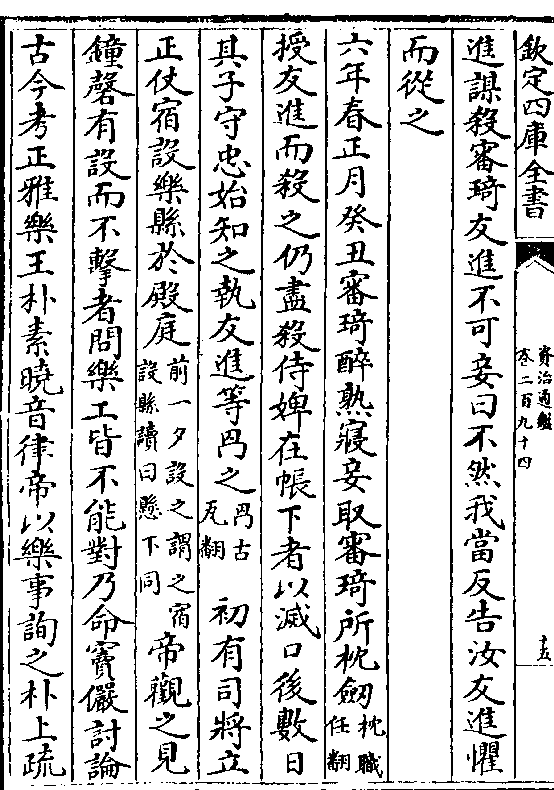 欽定四庫全書
資治通鑑
卷二百九十四
十五
進謀殺審琦友進不可妾曰不然我當反告汝友進懼
而從之
六年春正月癸丑審琦醉熟寢妾取審琦所枕劔枕職任翻
授友進而殺之仍盡殺侍婢在帳下者以滅口後數日
其子守忠始知之執友進等冎之冎古瓦翻初有司將立
正仗宿設樂縣於殿庭前一夕設之謂之宿設縣讀曰懸下同帝觀之見
鐘磬有設而不擊者問樂工皆不能對乃命竇儼討論
古今考正雅樂王朴素曉音律帝以樂事詢之朴上疏